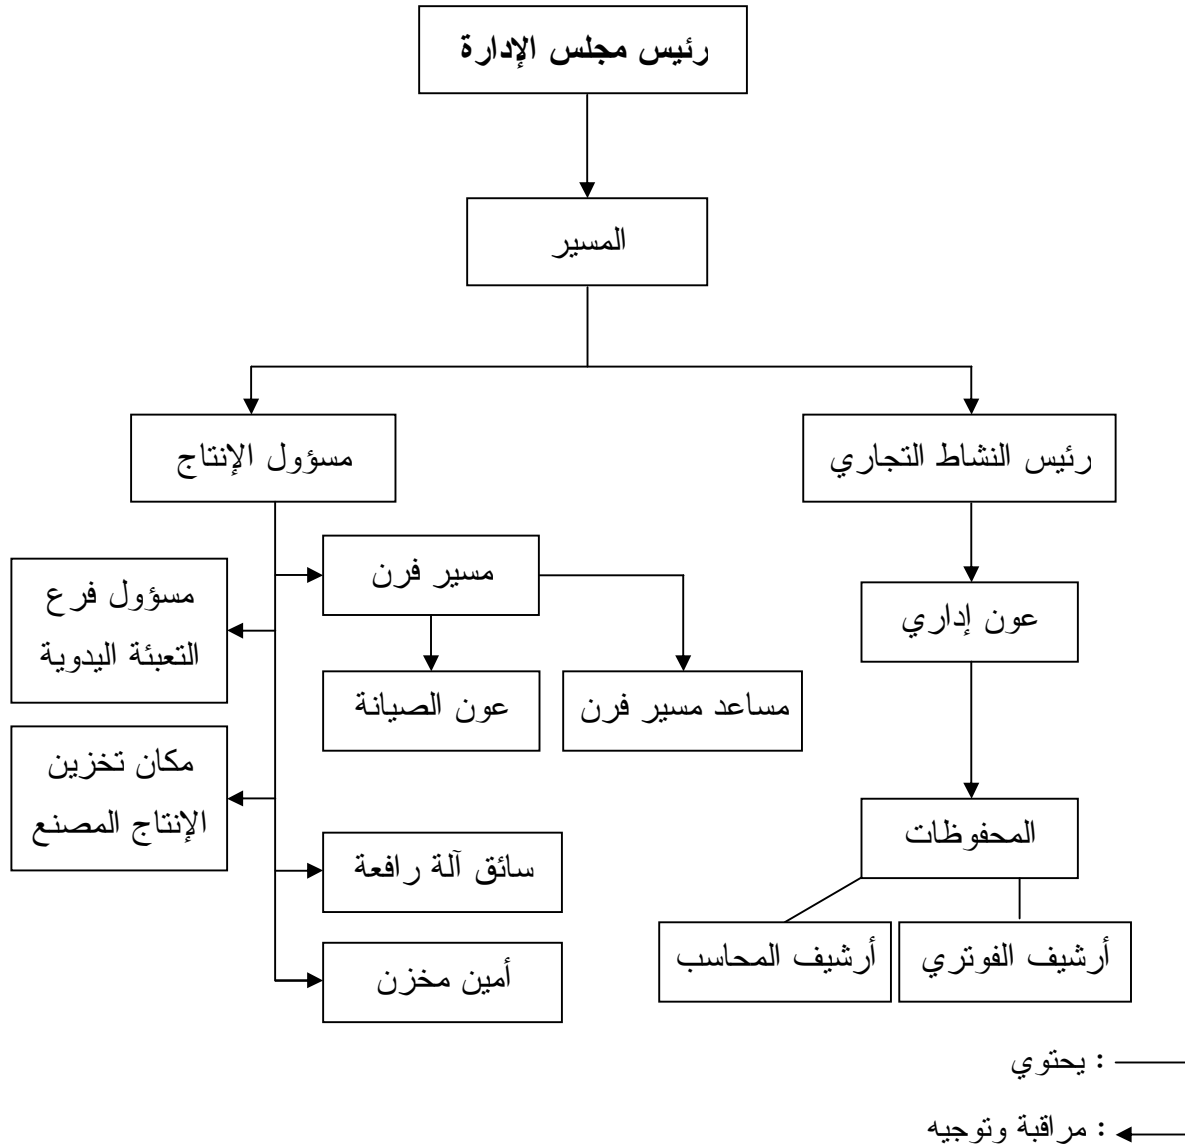 رئيس مجلس الإدارة
المسير
رئيس النشاط التجاري
مسؤول الإنتاج
مسير فرن
مسؤول فرع
التعبئة اليدوية
عون إداري
مساعد مسير فرن
عون الصيانة
مكان تخزين
الإنتاج المصنع
المحفوظات
سائق آلة رافعة
أرشيف الفوتري
أرشيف المحاسب
أمين مخزن
: يحتوي
: مراقبة وتوجيه